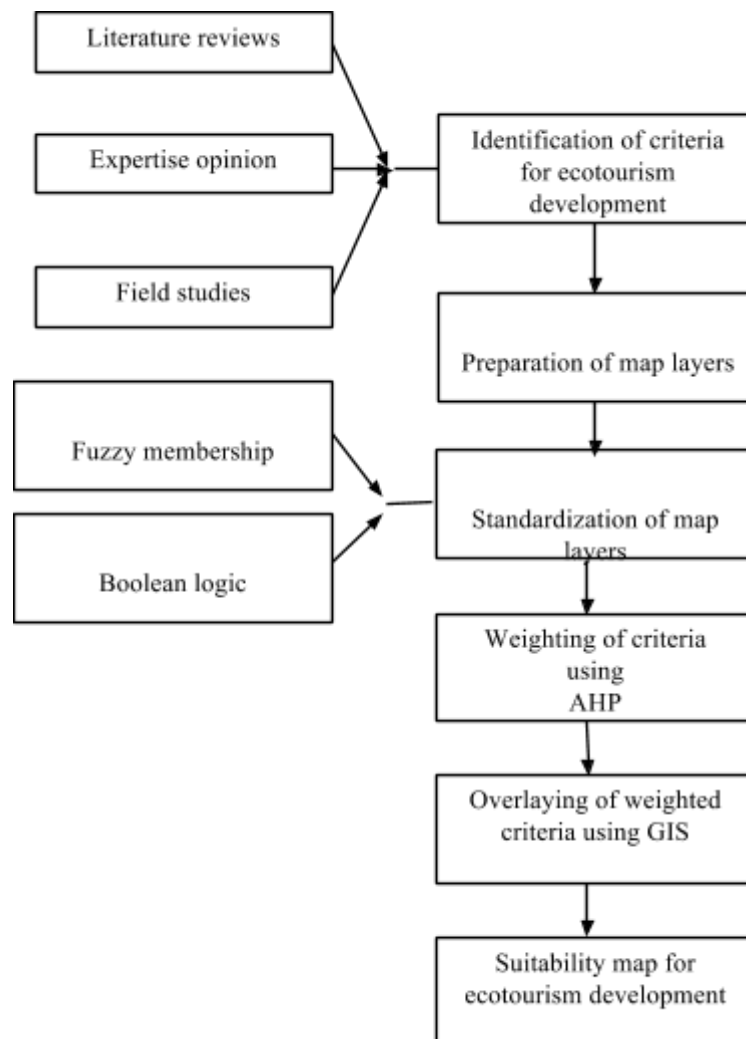 Literature reviews
Expertise opinion
Field studies
Identification of criteria
for ecotourism
development
Preparation of map layers
Fuzzy membership
Boolean logic
Standardization of map
layers
Weighting of criteria
using
AHP
Overlaying of weighted
criteria using GIS
Suitability map for
ecotourism development